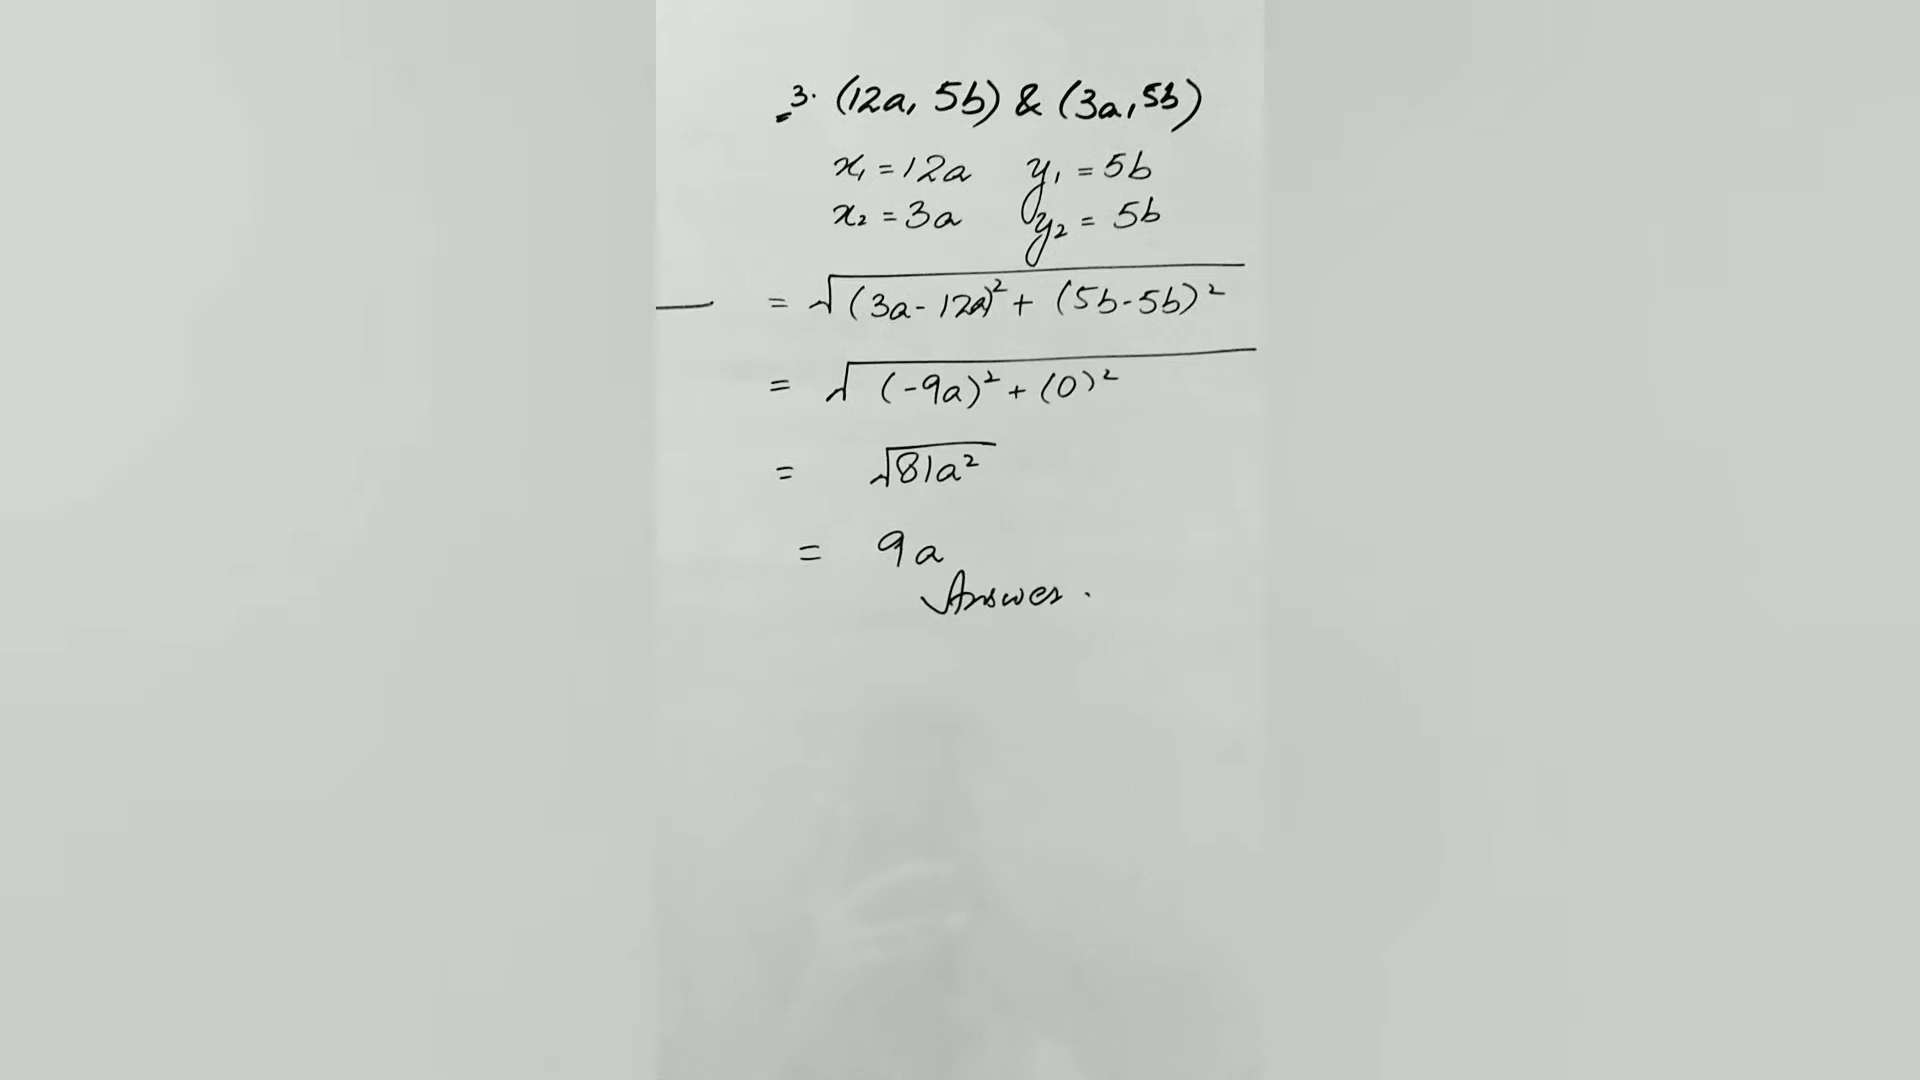 3. (12a, 5b) & (3a, 5b)
x₁ = 12a y₁ = 5b
x₂ = 3a y₂ = 5b
= √(3a - 12a)² + (5b - 5b)²
= √(-9a)² + (0)²
= √81a²
= 9a
Answer.